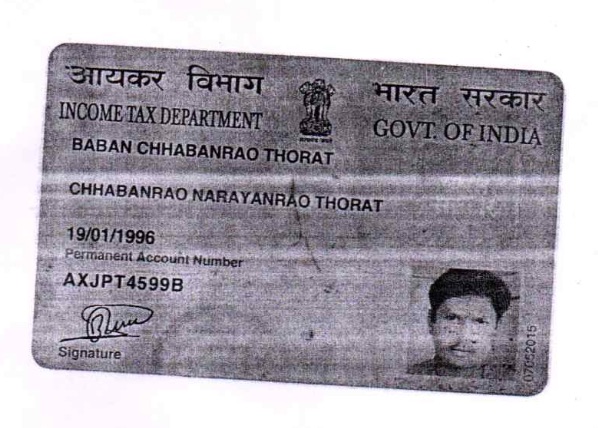 आयकर विभाग
भारत सरकार
INCOME TAX DEPARTMENT
GOVT. OF INDIA
BABAN CHHABANRAO THORAT
CHHABANRAO NARAYANRAO THORAT
19/01/1996
Permanent Account Number
AXJPT4599B
Signature
07052015